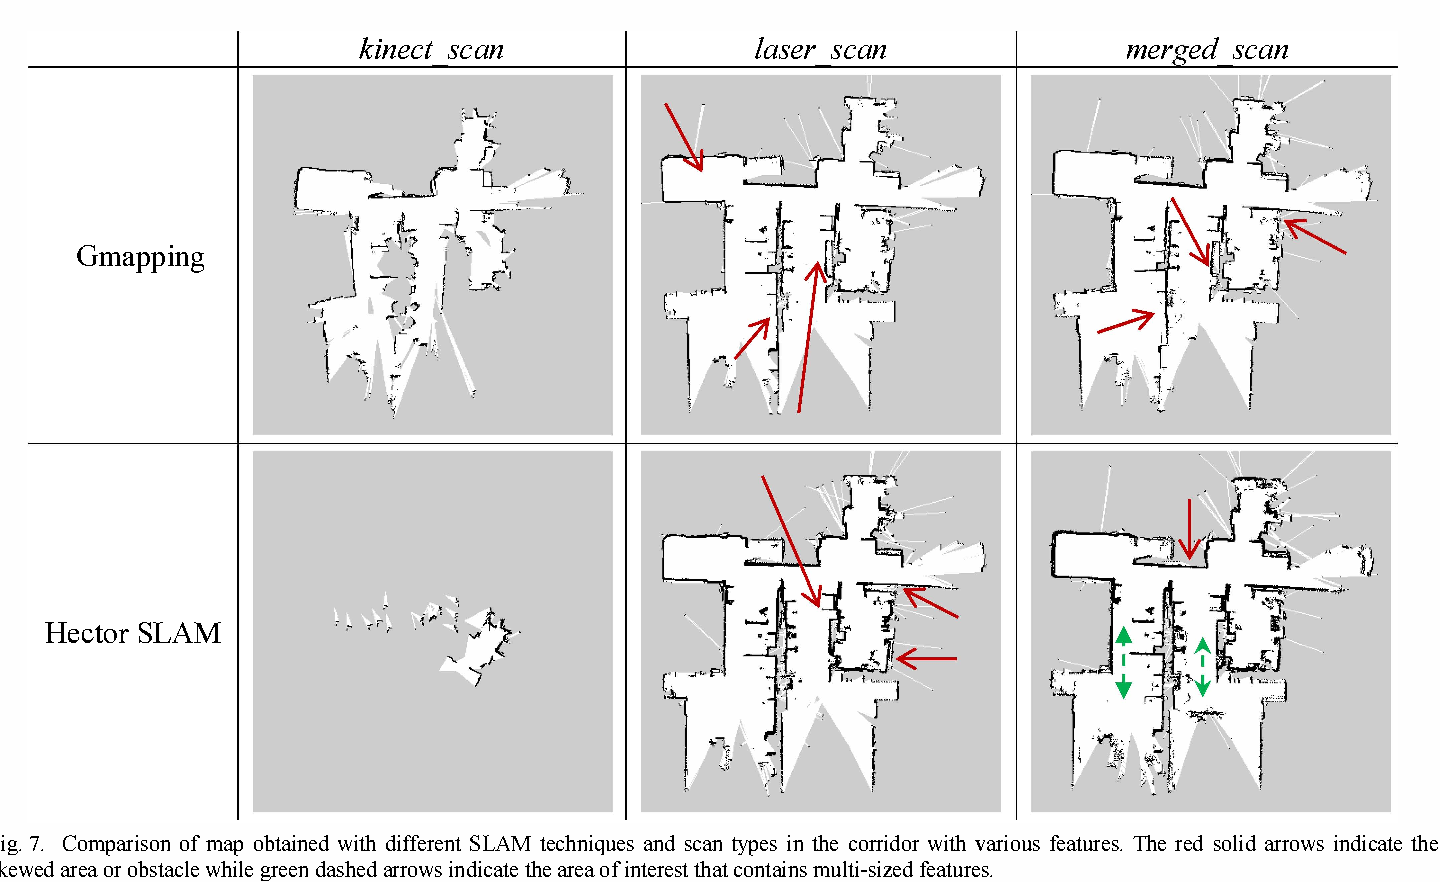 kinect_scan laser_scan merged_scan
Gmapping
Hector SLAM
ig. 7. Comparison of map obtained with different SLAM techniques and scan types in the corridor with various features. The red solid arrows indicate the
kewed area or obstacle while green dashed arrows indicate the area of interest that contains multi-sized features.